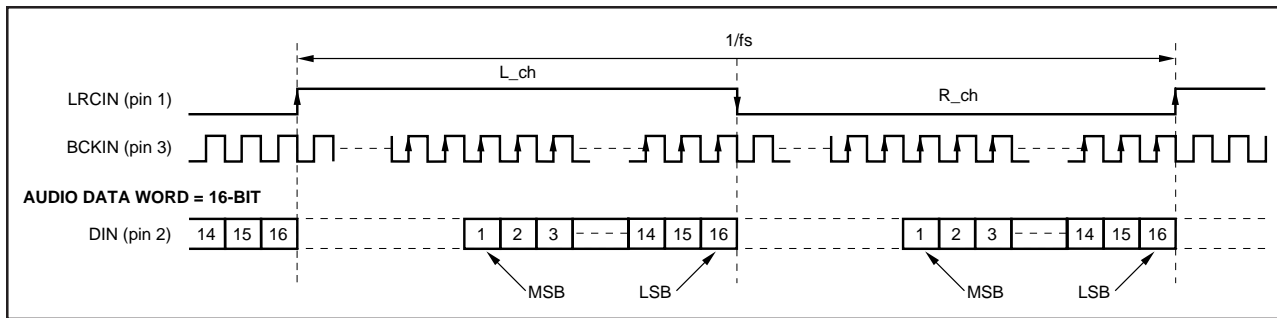 1/fs
L_ch
R_ch
LRCIN (pin 1)
BCKIN (pin 3)
AUDIO DATA WORD = 16-BIT
DIN (pin 2)
14 15 16 1 2 3 14 15 16 1 2 3 14 15 16
MSB LSB MSB LSB